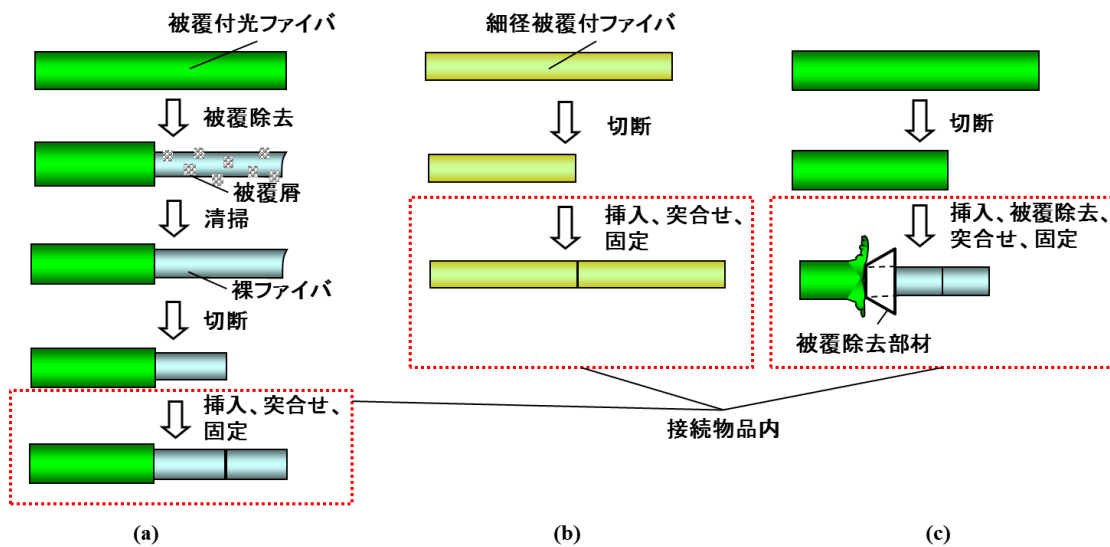 被覆付光ファイバ
被覆除去
被覆屑
清掃
裸ファイバ
切断
挿入、突合せ、
固定
(a)
細径被覆付ファイバ
切断
挿入、突合せ、
固定
(b)
切断
挿入、被覆除去、
突合せ、固定
被覆除去部材
(c)
接続物品内